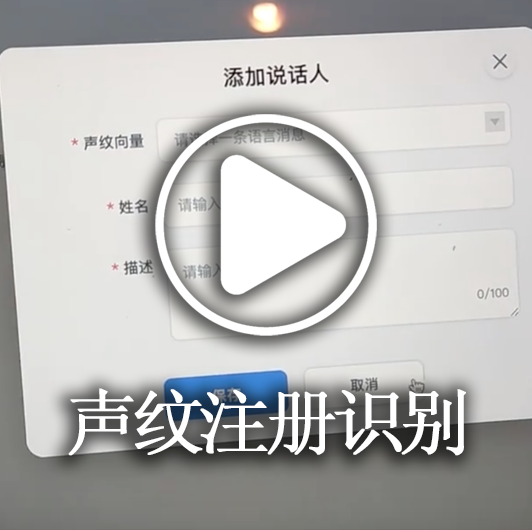 添加说话人
* 声纹向量
请选择一条语言消息
* 姓名
请输入
* 描述
请输入
0/100
保存
取消
声纹注册识别